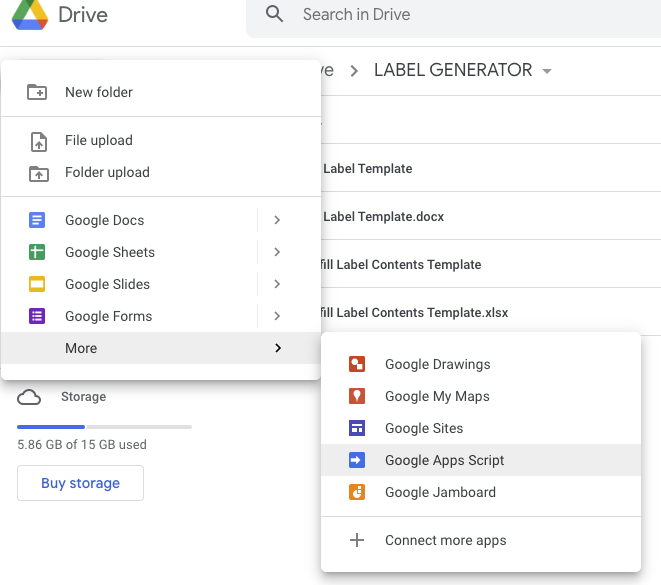 Drive
Search in Drive
LABEL GENERATOR
New folder
File upload
Folder upload
Google Docs
Google Sheets
Google Slides
Google Forms
More
Label Template
Label Template.docx
fill Label Contents Template
fill Label Contents Template.xlsx
Google Drawings
Google My Maps
Google Sites
Google Apps Script
Google Jamboard
Connect more apps
Storage
5.86 GB of 15 GB used
Buy storage